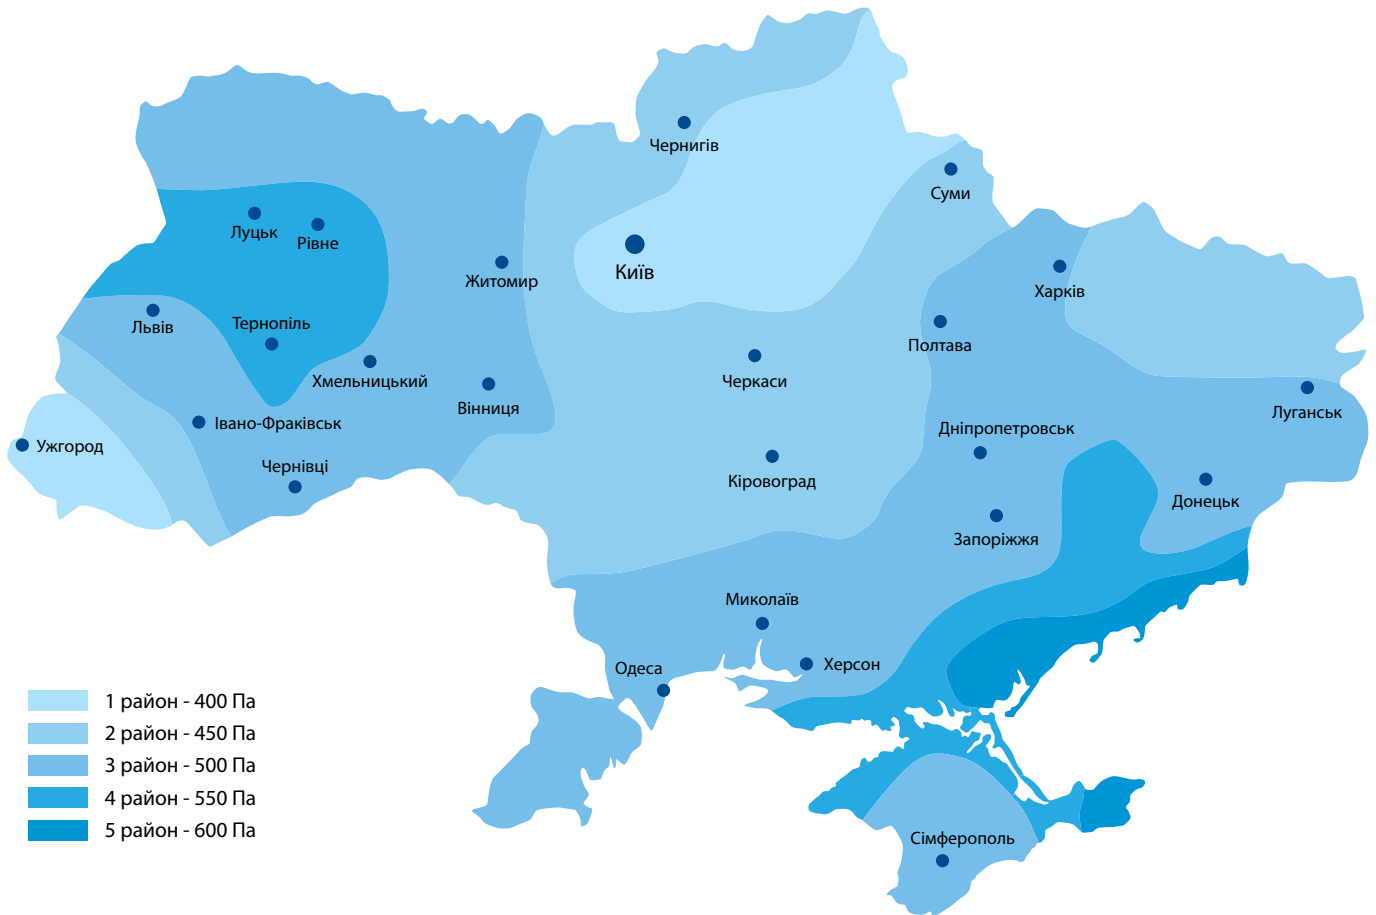 Чернигів
Суми
Луцьк
Рівне
Київ
Житомир
Харків
Львів
Тернопіль
Полтава
Хмельницький
Черкаси
Вінниця
Луганськ
Івано-Фраківськ
Дніпропетровськ
Ужгород
Чернівці
Кіровоград
Донецьк
Запоріжжя
Миколаїв
Одеса
Херсон
1 район - 400 Па
2 район - 450 Па
3 район - 500 Па
4 район - 550 Па
5 район - 600 Па
Сімферополь